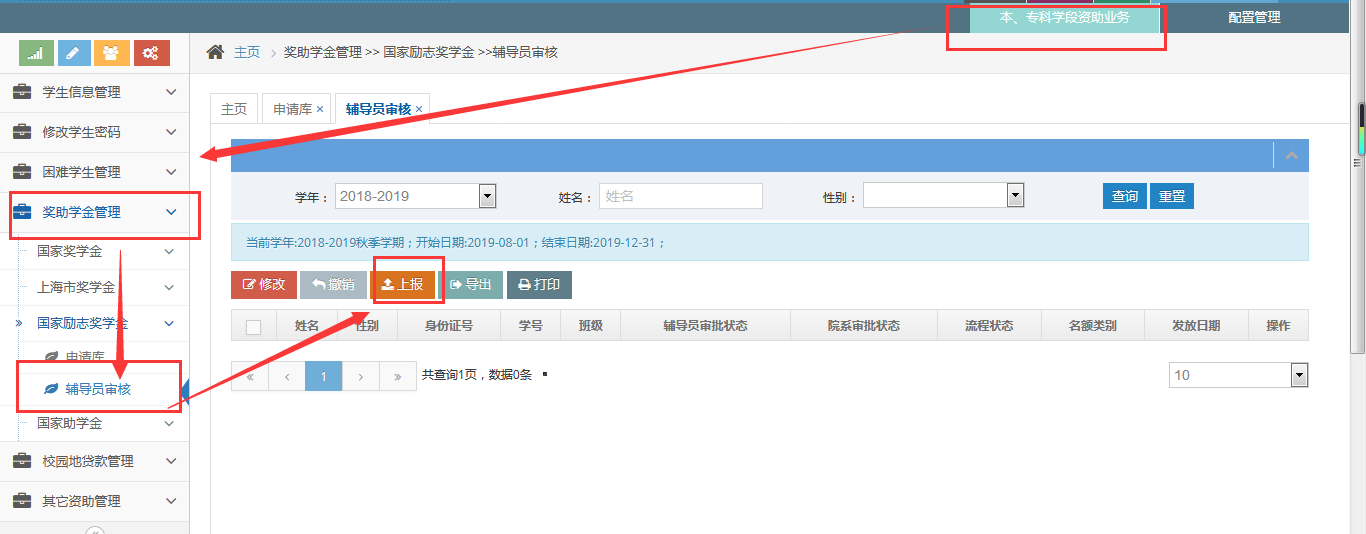 本、专科学段资助业务 配置管理
主页 奖助学金管理 >> 国家励志奖学金 >>辅导员审核
学生信息管理
修改学生密码
困难学生管理
奖助学金管理
国家奖学金
上海市奖学金
国家励志奖学金
申请库
辅导员审核
国家助学金
校园地贷款管理
其它资助管理
主页 申请库 × 辅导员审核 ×
学年： 2018-2019 姓名： 姓名 性别： 查询 重置
当前学年:2018-2019秋季学期；开始日期:2019-08-01；结束日期:2019-12-31；
修改 撤销 上报 导出 打印
姓名 性别 身份证号 学号 班级 辅导员审批状态 院系审批状态 流程状态 名额类别 发放日期 操作
« ‹ 1 › » 共查询1页，数据0条 10